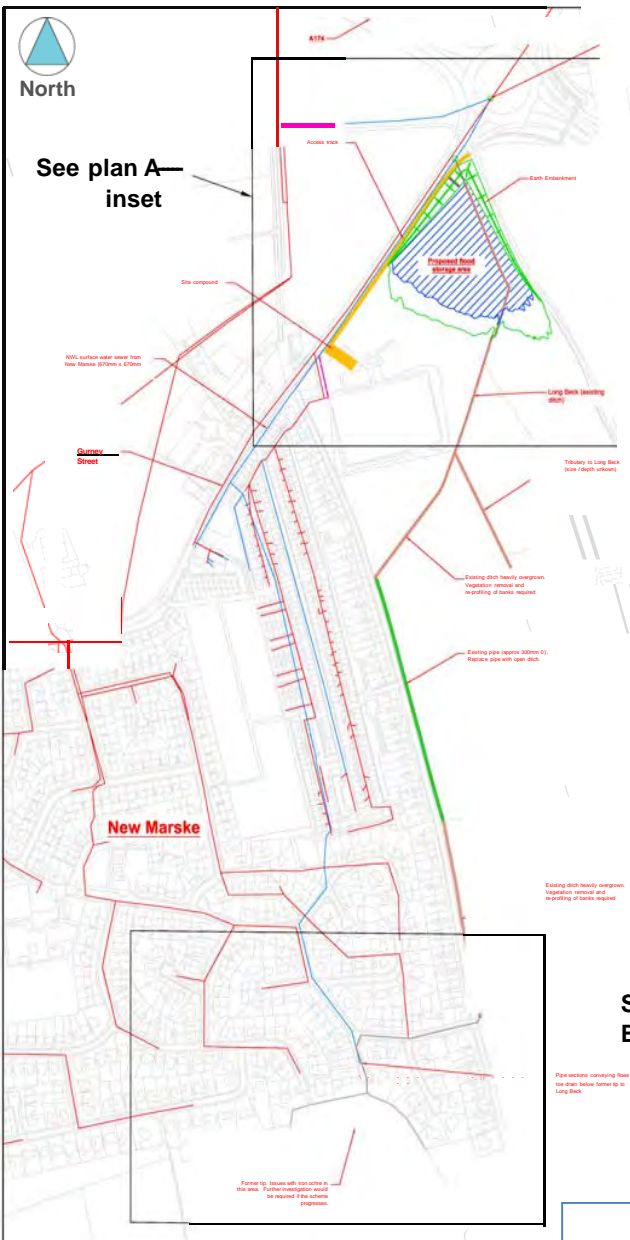 A174
North
See plan A
inset
Access track
Earth Embankment
Proposed flood
storage area
Site compound
NWL surface water sewer from
New Marske (670mm x 670mm
Long Beck (existing
ditch)
Gurney
Street
Tributary to Long Beck
(size / depth unkown)
Existing ditch heavily overgrown.
Vegetation removal and
re-profiling of banks required
Existing pipe (approx 300mm 0).
Replace pipe with open ditch.
New Marske
Existing ditch heavily overgrown.
Vegetation removal and
re-profiling of banks required
S
Pipe sections conveying flows
toe drain below former tip to
Long Beck
Former tip. Issues with iron ochre in
this area. Further investigation would
be required if the scheme
progresses.